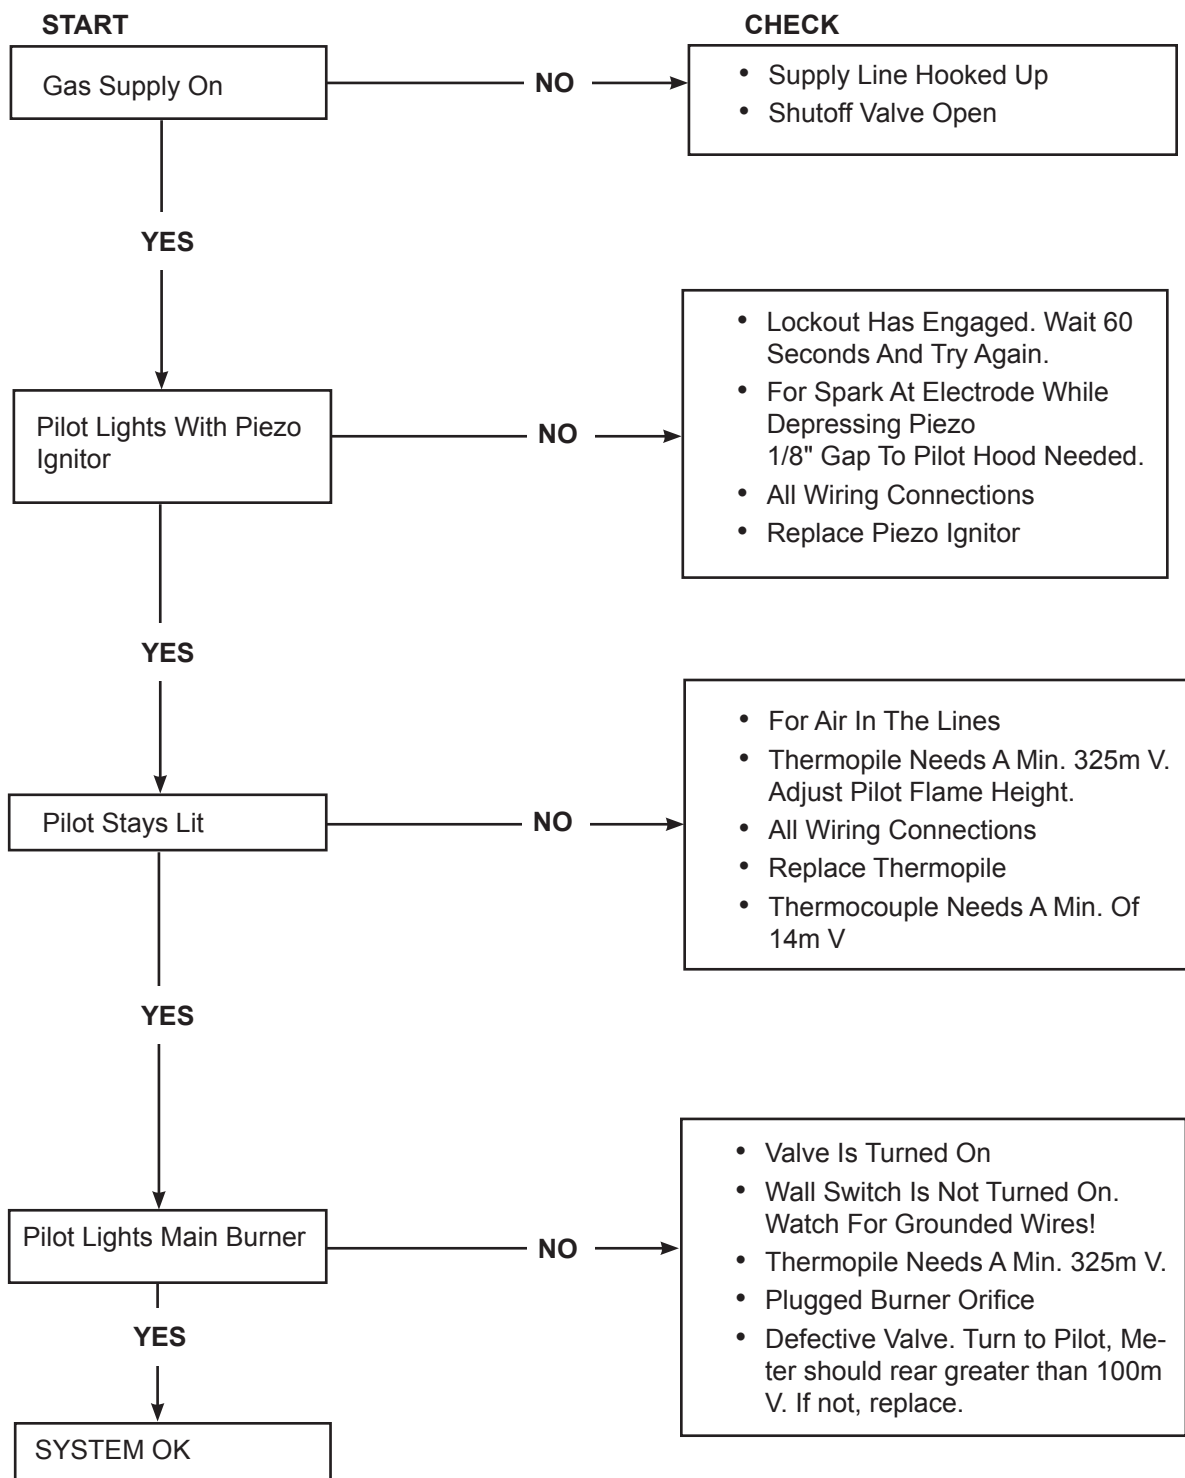 START
CHECK
Gas Supply On
NO
• Supply Line Hooked Up
• Shutoff Valve Open
YES
Pilot Lights With Piezo
Ignitor
NO
• Lockout Has Engaged. Wait 60
Seconds And Try Again.
• For Spark At Electrode While
Depressing Piezo
1/8" Gap To Pilot Hood Needed.
• All Wiring Connections
• Replace Piezo Ignitor
YES
Pilot Stays Lit
NO
• For Air In The Lines
• Thermopile Needs A Min. 325m V.
Adjust Pilot Flame Height.
• All Wiring Connections
• Replace Thermopile
• Thermocouple Needs A Min. Of
14m V
YES
Pilot Lights Main Burner
NO
• Valve Is Turned On
• Wall Switch Is Not Turned On.
Watch For Grounded Wires!
• Thermopile Needs A Min. 325m V.
• Plugged Burner Orifice
• Defective Valve. Turn to Pilot, Me-
ter should rear greater than 100m
V. If not, replace.
YES
SYSTEM OK